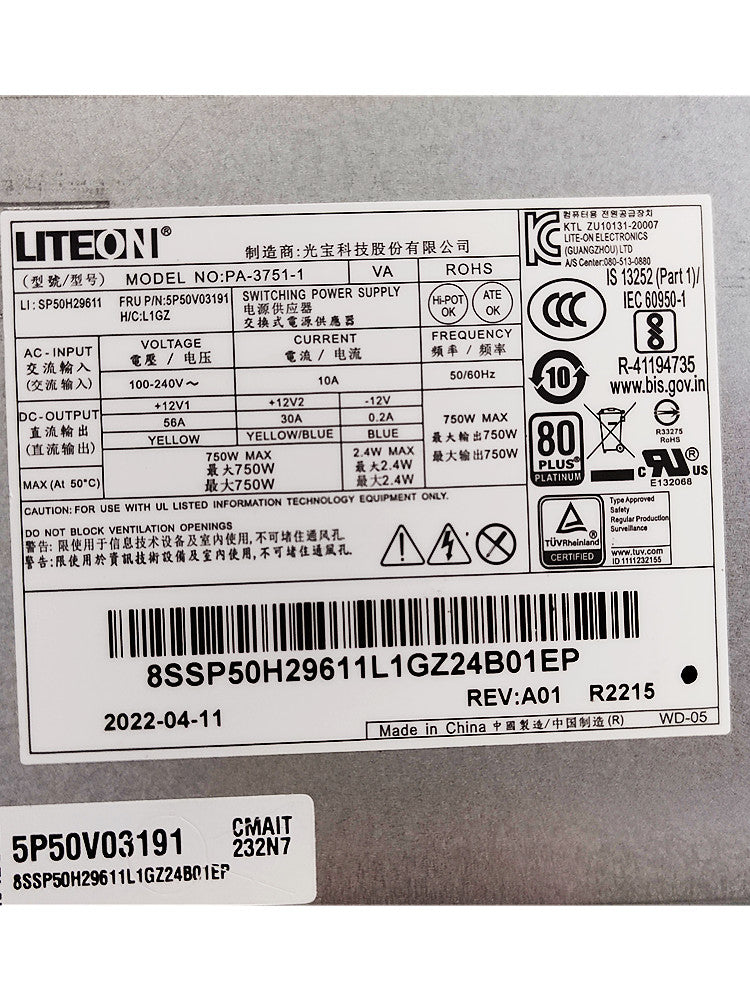 LITEON®
制造商:光宝科技股份有限公司
(型號/型号) MODEL NO:PA-3751-1 VA ROHS
LI : SP50H29611
FRU P/N:5P50V03191
H/C:L1GZ
SWITCHING POWER SUPPLY
电源供应器
交换式電源供應器
Hi-POT
OK
ATE
OK
AC-INPUT
交流輸入
(交流输入)
VOLTAGE
電壓 / 电压
CURRENT
電流 / 电流
FREQUENCY
頻率 / 频率
100-240V～ 10A 50/60Hz
DC-OUTPUT
直流輸出
(直流输出)
+12V1 +12V2 -12V
56A 30A 0.2A
YELLOW YELLOW/BLUE BLUE
750W MAX
最大輸出750W
最大输出750W
MAX (At 50°C)
750W MAX
最大750W
最大750W
2.4W MAX
最大2.4W
最大2.4W
CAUTION: FOR USE WITH UL LISTED INFORMATION TECHNOLOGY EQUIPMENT ONLY.
DO NOT BLOCK VENTILATION OPENINGS
警告: 限使用于信息技术设备及室内使用,不可堵住通风孔.
警告:限使用於資訊技術設備及室内使用,不可堵住通風孔.
컴퓨터용 전원공급장치
KTL ZU10131-20007
LITE-ON ELECTRONICS
(GUANGZHOU) LTD
A/S Center:080-513-0880
IS 13252 (Part 1)/
IEC 60950-1
CCC
R-41194735
www.bis.gov.in
10
80
PLUS®
PLATINUM
R33275
RoHS
c RU® US
E132068
TÜVRheinland
CERTIFIED
Type Approved
Safety
Regular Production
Surveillance
www.tuv.com
ID 1111232155
8SSP50H29611L1GZ24B01EP
REV:A01 R2215
2022-04-11
Made in China 中國製造/中国制造(R) WD-05
5P50V03191
CMAIT
232N7
8SSP50H29611L1GZ24B01EP